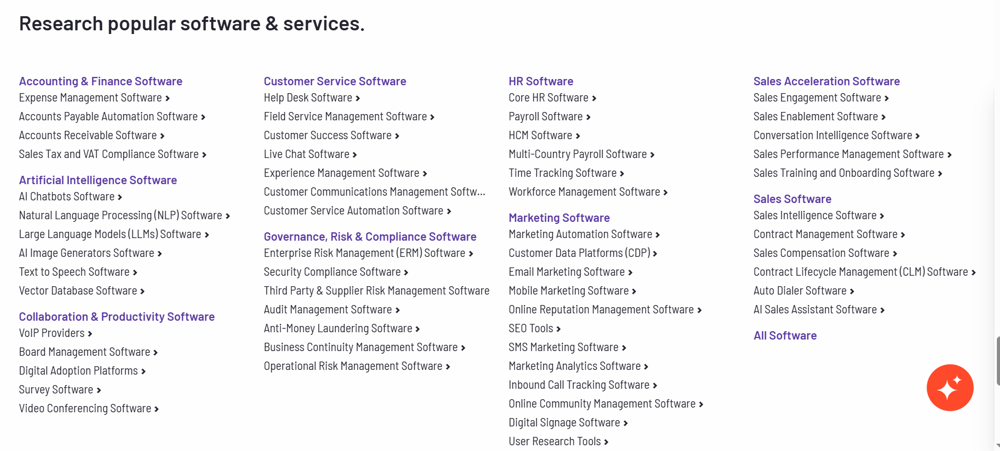 Research popular software & services.
Accounting & Finance Software
Expense Management Software
Accounts Payable Automation Software
Accounts Receivable Software
Sales Tax and VAT Compliance Software
Artificial Intelligence Software
AI Chatbots Software
Natural Language Processing (NLP) Software
Large Language Models (LLMs) Software
AI Image Generators Software
Text to Speech Software
Vector Database Software
Collaboration & Productivity Software
VoIP Providers
Board Management Software
Digital Adoption Platforms
Survey Software
Video Conferencing Software
Customer Service Software
Help Desk Software
Field Service Management Software
Customer Success Software
Live Chat Software
Experience Management Software
Customer Communications Management Softw...
Customer Service Automation Software
Governance, Risk & Compliance Software
Enterprise Risk Management (ERM) Software
Security Compliance Software
Third Party & Supplier Risk Management Software
Audit Management Software
Anti-Money Laundering Software
Business Continuity Management Software
Operational Risk Management Software
HR Software
Core HR Software
Payroll Software
HCM Software
Multi-Country Payroll Software
Time Tracking Software
Workforce Management Software
Marketing Software
Marketing Automation Software
Customer Data Platforms (CDP)
Email Marketing Software
Mobile Marketing Software
Online Reputation Management Software
SEO Tools
SMS Marketing Software
Marketing Analytics Software
Inbound Call Tracking Software
Online Community Management Software
Digital Signage Software
User Research Tools
Sales Acceleration Software
Sales Engagement Software
Sales Enablement Software
Conversation Intelligence Software
Sales Performance Management Software
Sales Training and Onboarding Software
Sales Software
Sales Intelligence Software
Contract Management Software
Sales Compensation Software
Contract Lifecycle Management (CLM) Software
Auto Dialer Software
AI Sales Assistant Software
All Software